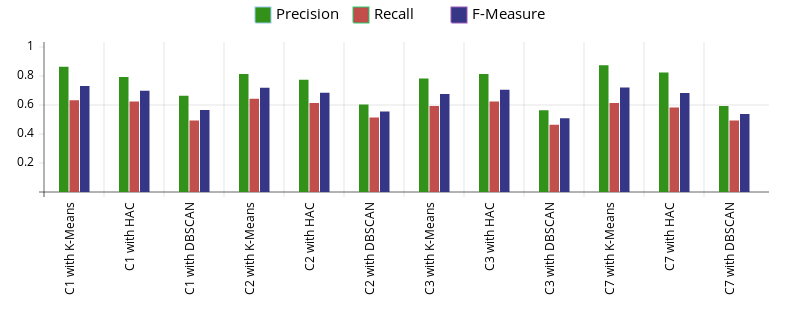 Precision Recall F-Measure
1
0.8
0.6
0.4
0.2
C1 with K-Means
C1 with HAC
C1 with DBSCAN
C2 with K-Means
C2 with HAC
C2 with DBSCAN
C3 with K-Means
C3 with HAC
C3 with DBSCAN
C7 with K-Means
C7 with HAC
C7 with DBSCAN